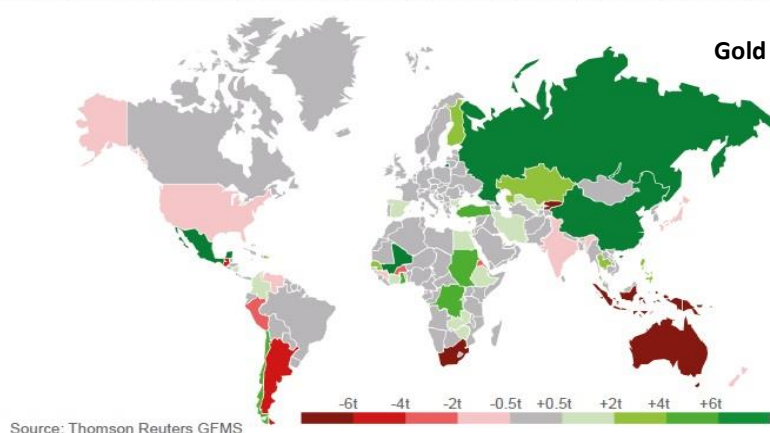 Gold
-6t -4t -2t -0.5t +0.5t +2t +4t +6t
Source: Thomson Reuters GFMS